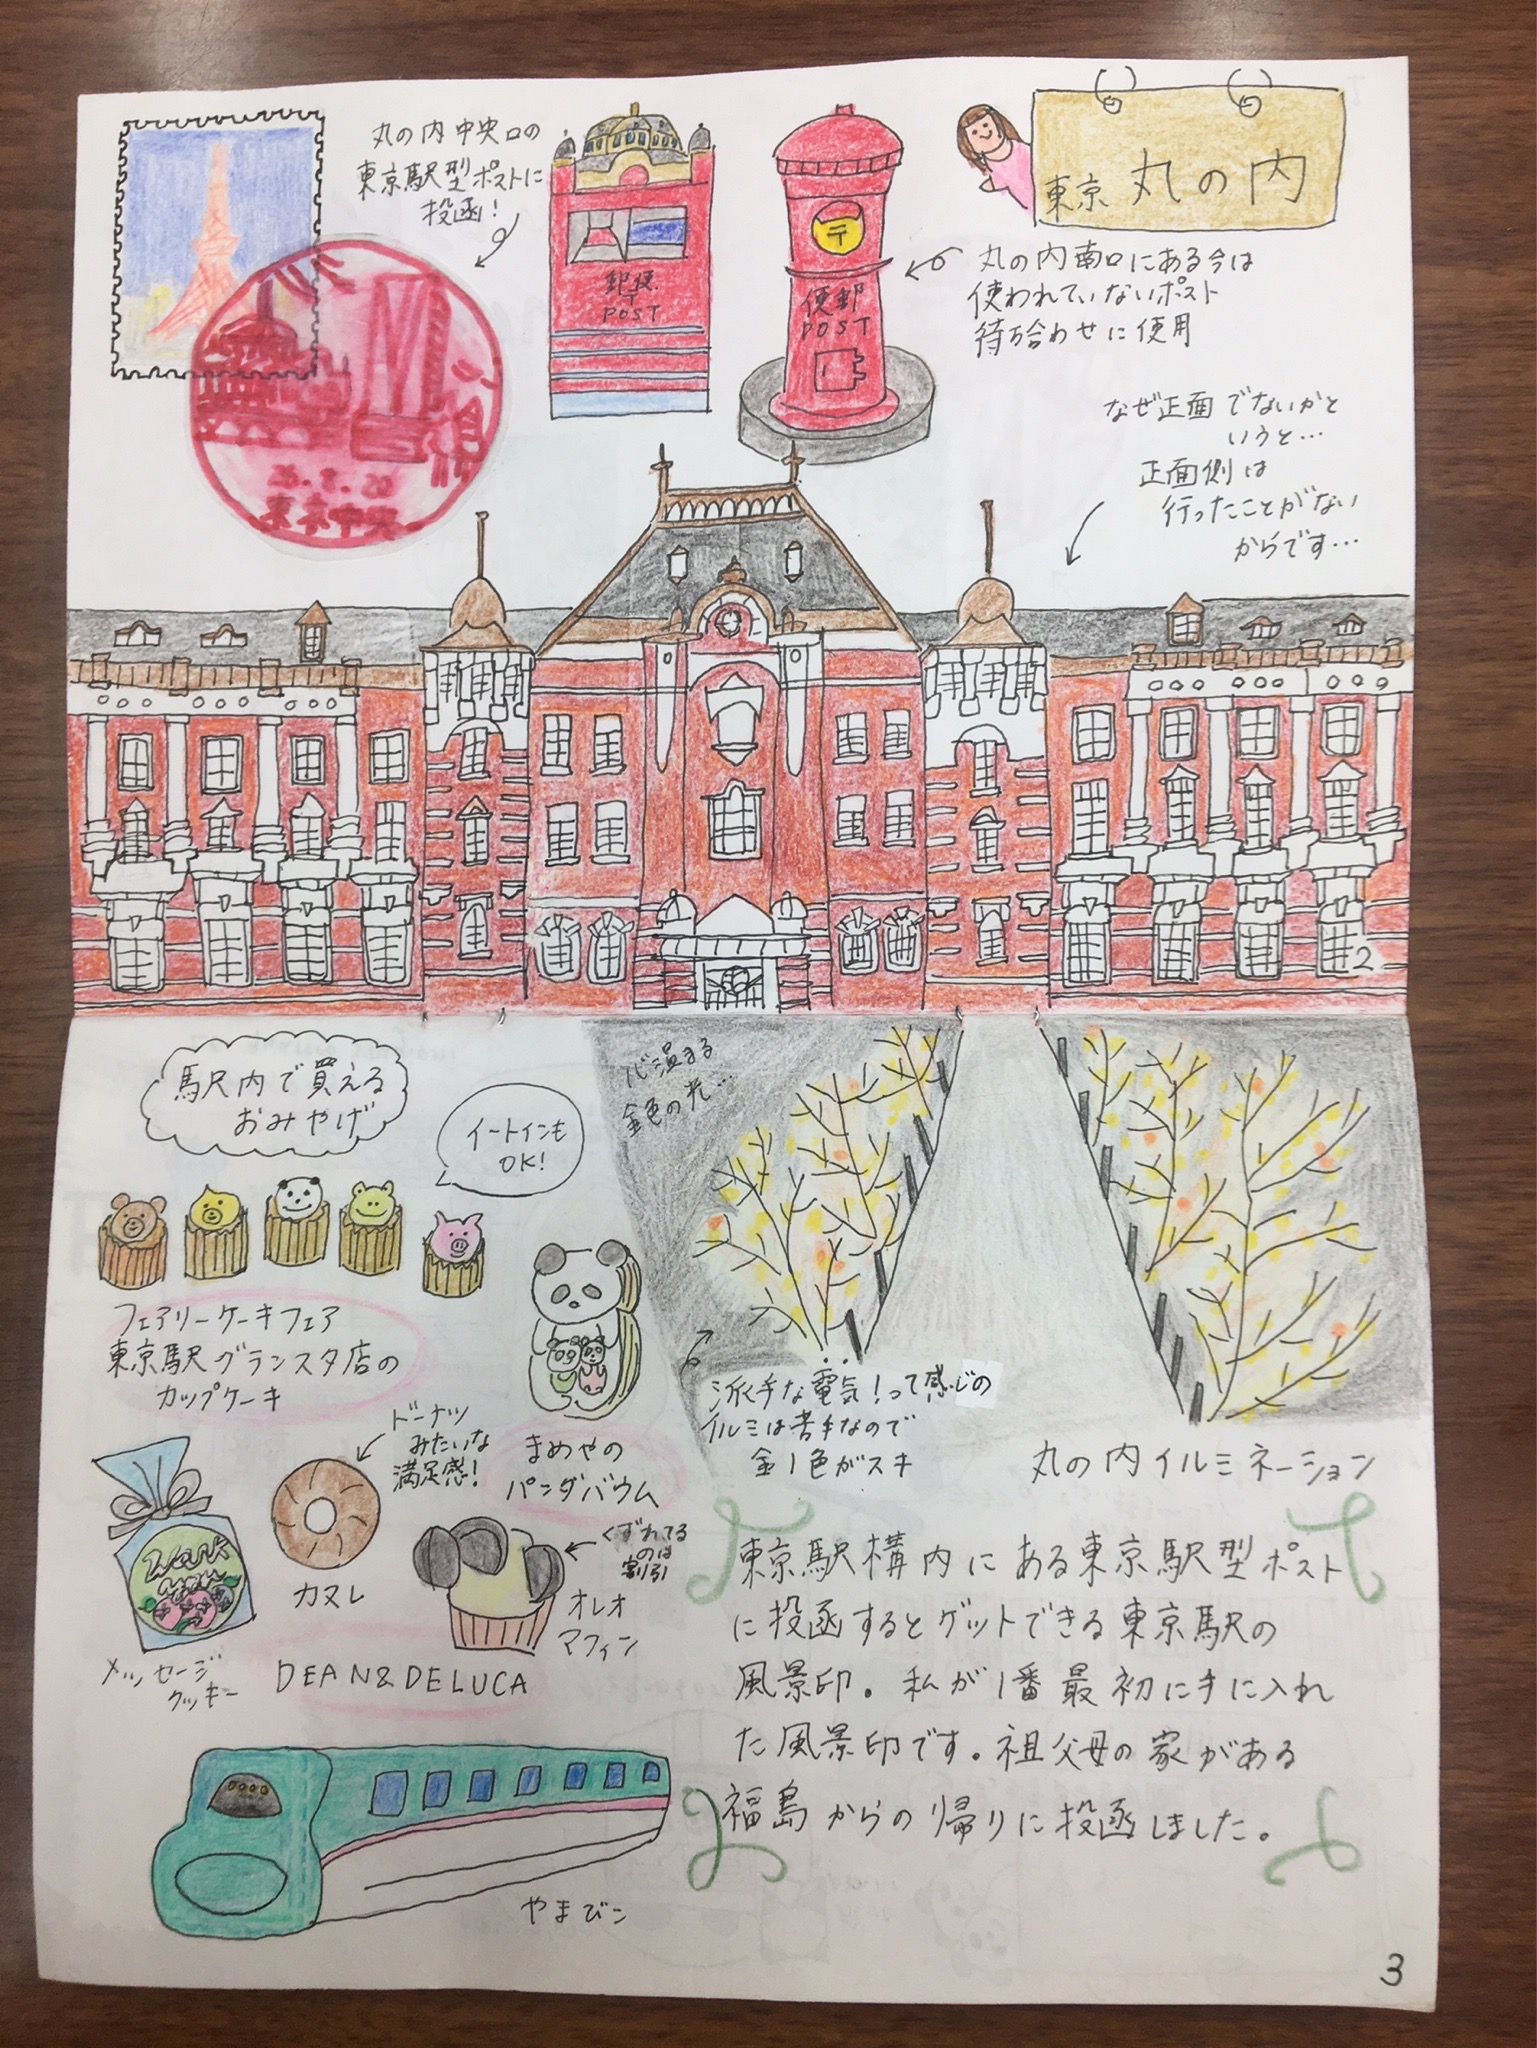 東京 丸の内
丸の内中央口の
東京駅型ポストに
投函!
郵便
〒
POST
〒
便郵
POST
丸の内南口にある今は
使われていないポスト
待ち合わせに使用
26.8.20
東京中央
なぜ正面でないかと
いうと…
正面側は
行ったことがない
からです…
2
駅内で買える
おみやげ
イートインも
OK!
フェアリーケーキフェア
東京駅グランスタ店の
カップケーキ
まめやの
パンダバウム
ドーナツ
みたいな
満足感!
カヌレ
くずれてる
のは
割引
オレオ
マフィン
メッセージ
クッキー
DEAN&DELUCA
やまびこ
心温まる
金色の光…
派手な電気!って感じの
イルミは苦手なので
金1色がスキ
丸の内イルミネーション
東京駅構内にある東京駅型ポスト
に投函するとゲットできる東京駅の
風景印。私が1番最初に手に入れ
た風景印です。祖父母の家がある
福島からの帰りに投函しました。
3